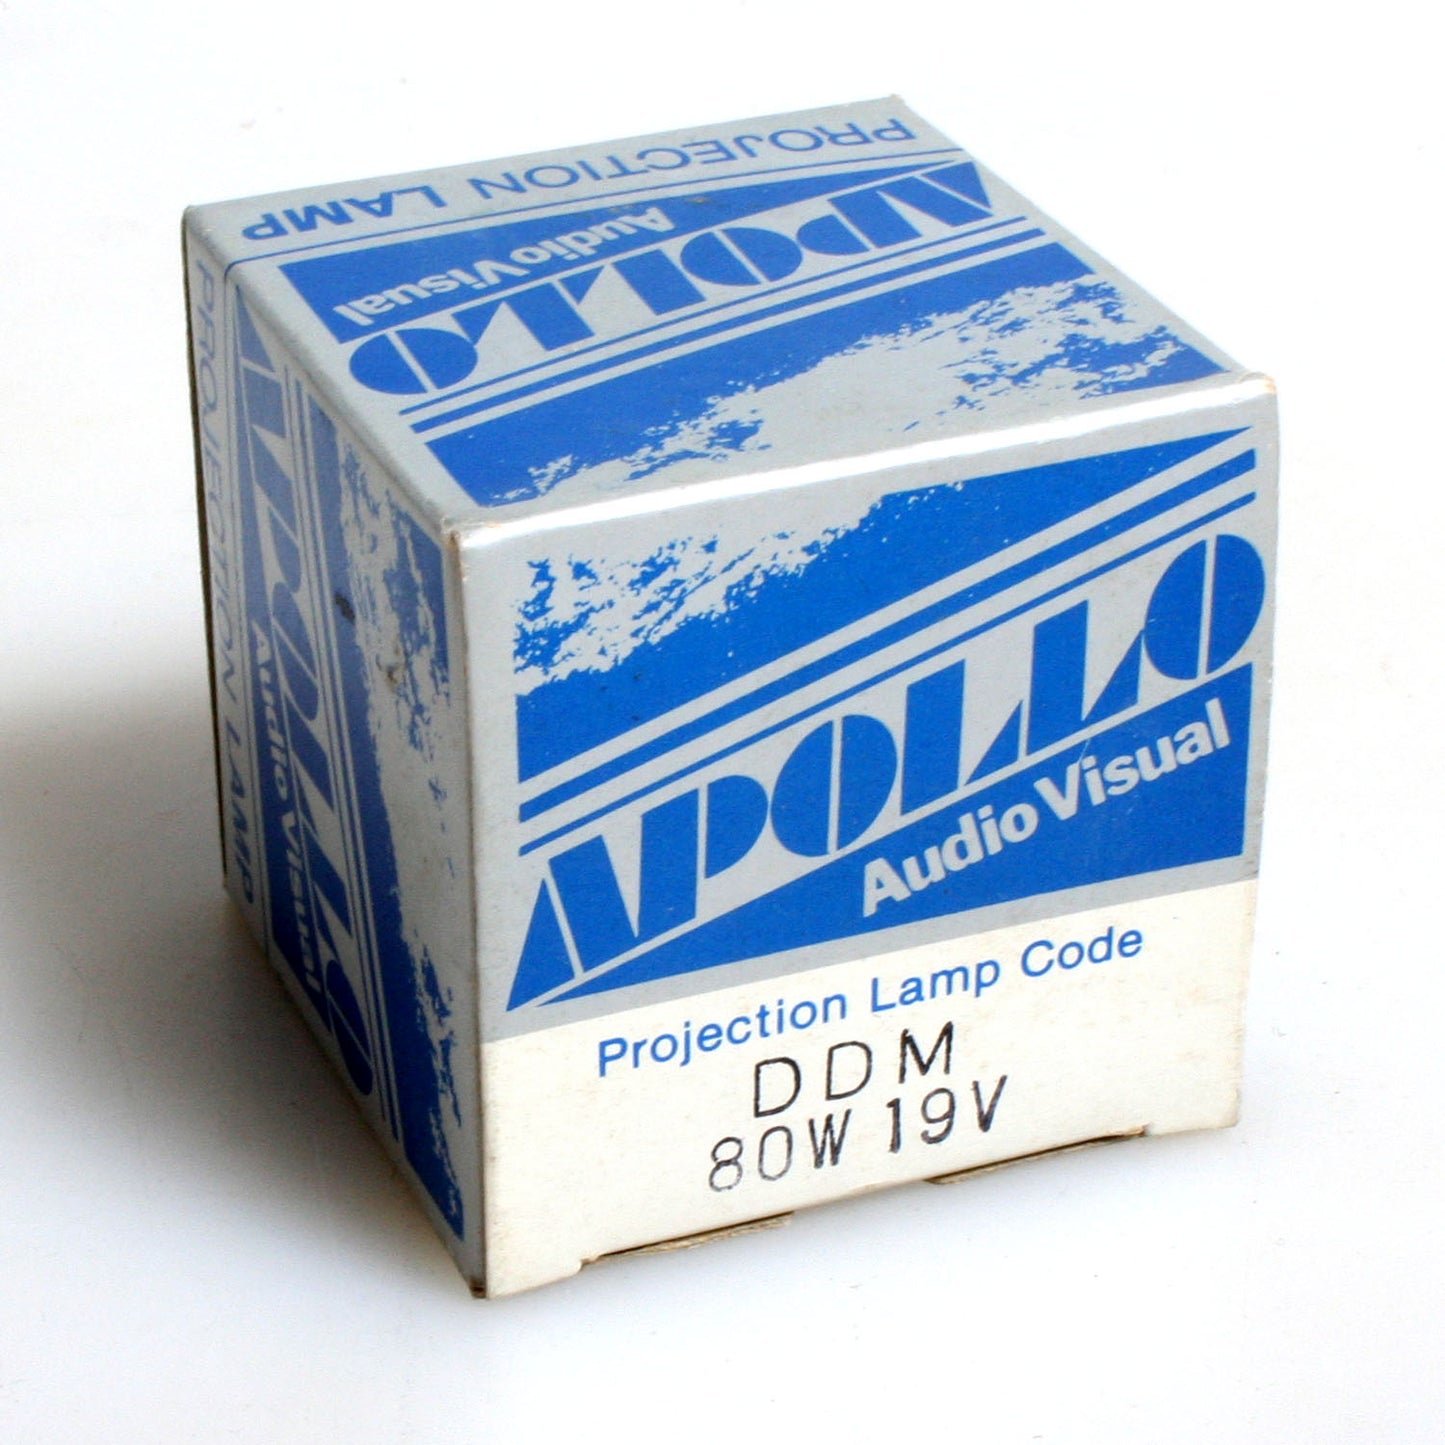 PROJECTION LAMP
APOLLO
Audio Visual
PROJECTION LAMP
APOLLO
Audio Visual
APOLLO
Audio Visual
Projection Lamp Code
DDM
80W 19V